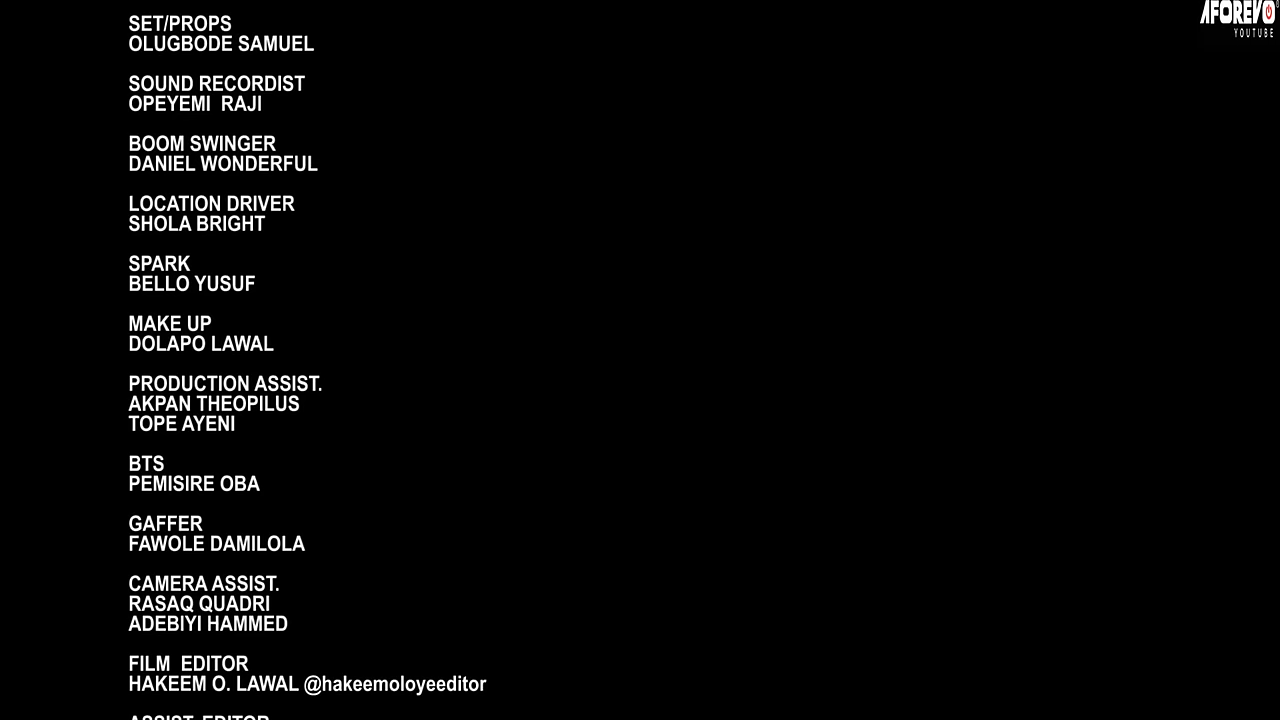 AFOREVO
YOUTUBE
SET/PROPS
OLUGBODE SAMUEL
SOUND RECORDIST
OPEYEMI  RAJI
BOOM SWINGER
DANIEL WONDERFUL
LOCATION DRIVER
SHOLA BRIGHT
SPARK
BELLO YUSUF
MAKE UP
DOLAPO LAWAL
PRODUCTION ASSIST.
AKPAN THEOPILUS
TOPE AYENI
BTS
PEMISIRE OBA
GAFFER
FAWOLE DAMILOLA
CAMERA ASSIST.
RASAQ QUADRI
ADEBIYI HAMMED
FILM  EDITOR
HAKEEM O. LAWAL @hakeemoloyeeditor
ASSIST. EDITOR